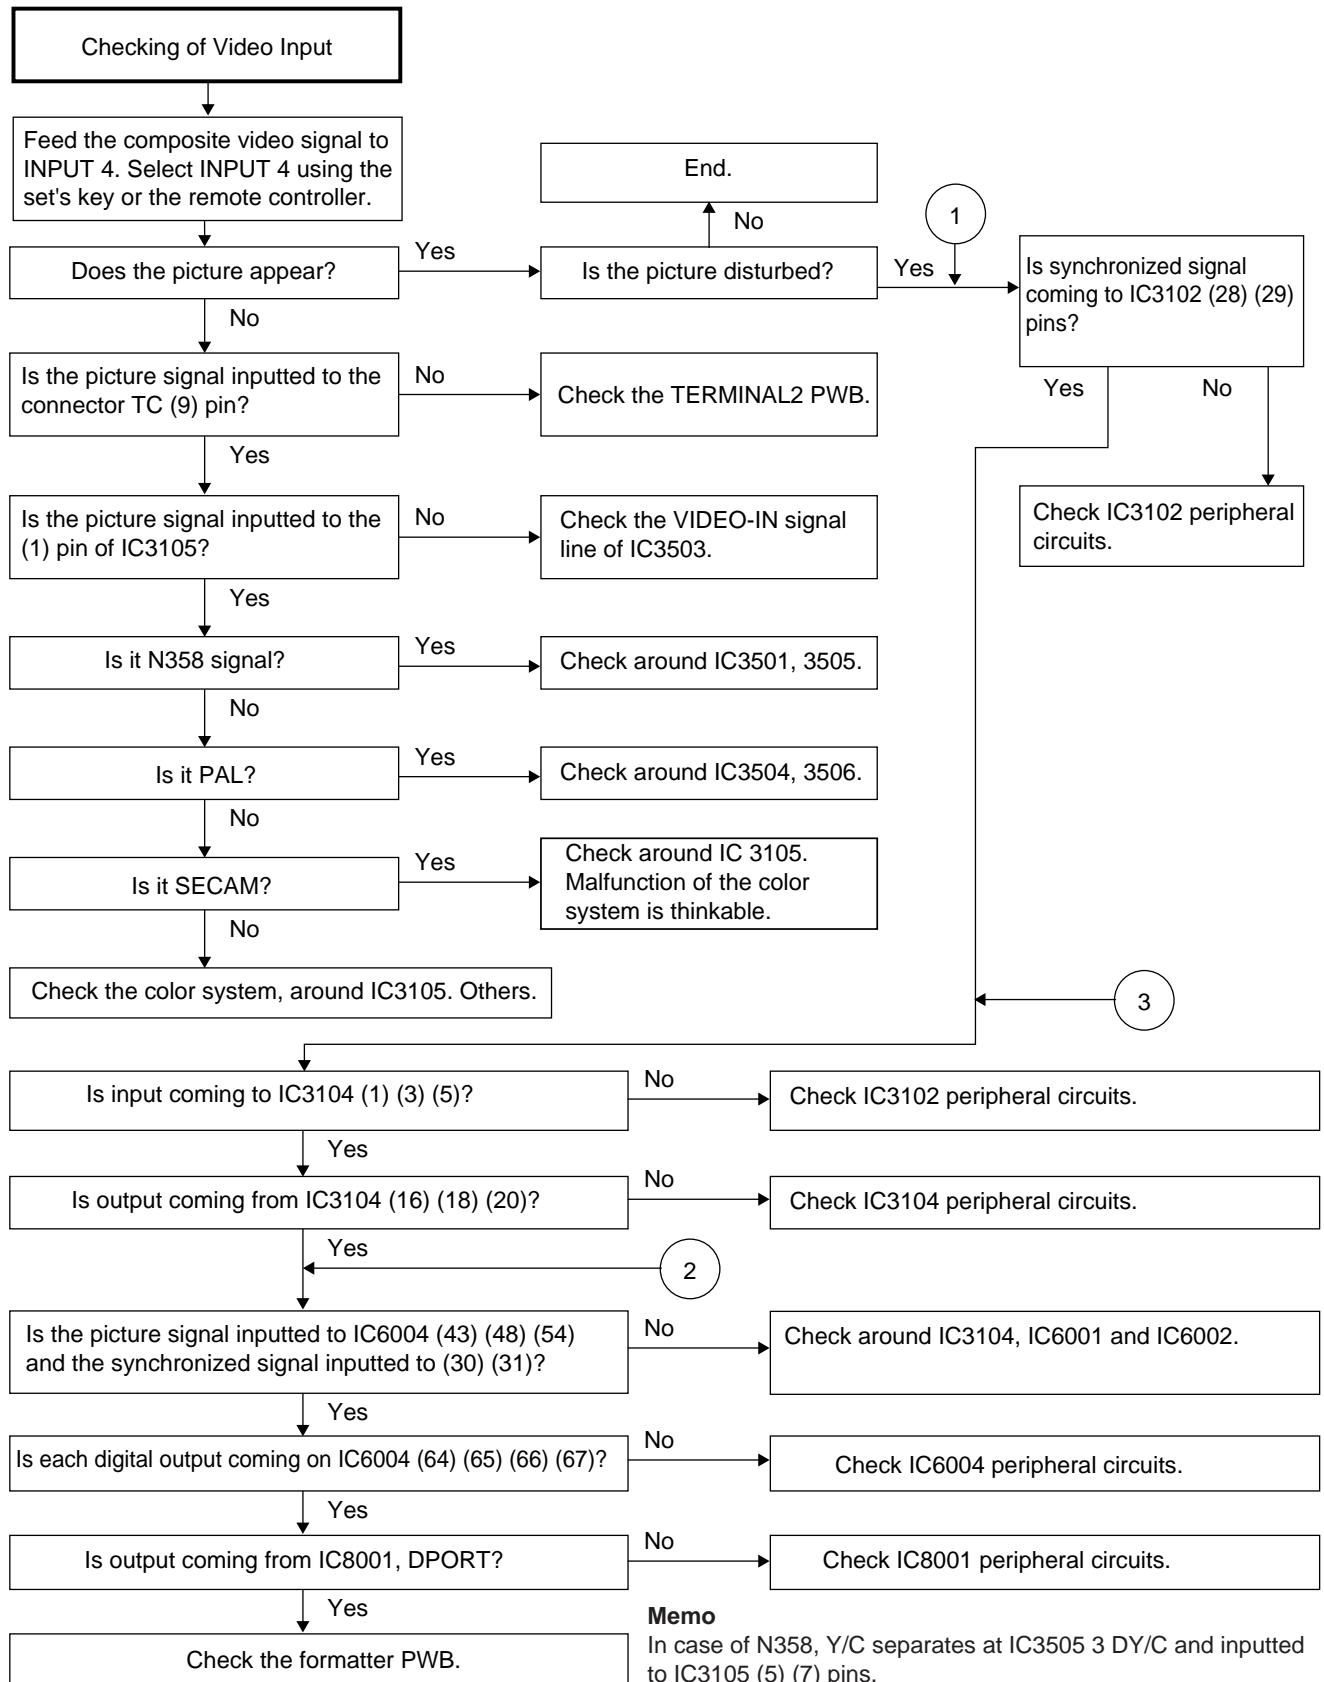 Checking of Video Input
Feed the composite video signal to
INPUT 4. Select INPUT 4 using the
set's key or the remote controller.
End.
No
1
Does the picture appear?
Yes
Is the picture disturbed?
Yes
Is synchronized signal
coming to IC3102 (28) (29)
pins?
No
Yes
No
Is the picture signal inputted to the
connector TC (9) pin?
No
Check the TERMINAL2 PWB.
Yes
Is the picture signal inputted to the
(1) pin of IC3105?
No
Check the VIDEO-IN signal
line of IC3503.
Check IC3102 peripheral
circuits.
Yes
Is it N358 signal?
Yes
Check around IC3501, 3505.
No
Is it PAL?
Yes
Check around IC3504, 3506.
No
Is it SECAM?
Yes
Check around IC 3105.
Malfunction of the color
system is thinkable.
No
Check the color system, around IC3105. Others.
3
Is input coming to IC3104 (1) (3) (5)?
No
Check IC3102 peripheral circuits.
Yes
Is output coming from IC3104 (16) (18) (20)?
No
Check IC3104 peripheral circuits.
Yes
2
Is the picture signal inputted to IC6004 (43) (48) (54)
and the synchronized signal inputted to (30) (31)?
No
Check around IC3104, IC6001 and IC6002.
Yes
Is each digital output coming on IC6004 (64) (65) (66) (67)?
No
Check IC6004 peripheral circuits.
Yes
Is output coming from IC8001, DPORT?
No
Check IC8001 peripheral circuits.
Yes
Check the formatter PWB.
Memo
In case of N358, Y/C separates at IC3505 3 DY/C and inputted
to IC3105 (5) (7) pins.